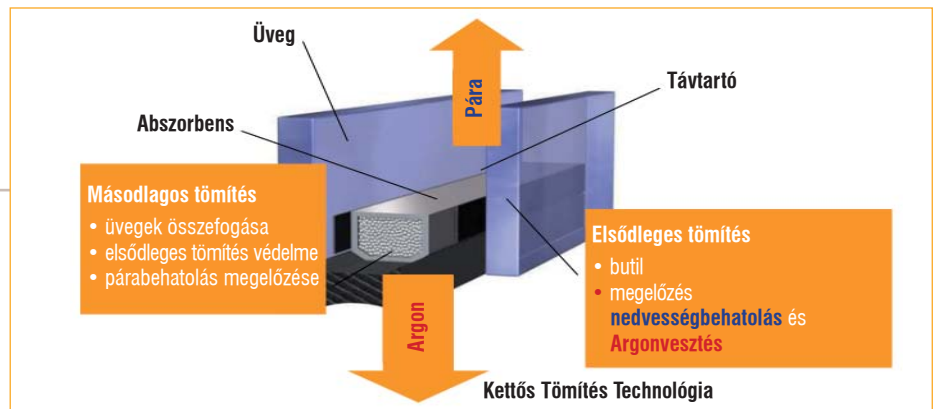 Üveg
Pára
Távtartó
Abszorbens
Másodlagos tömítés
• üvegek összefogása
• elsődleges tömítés védelme
• párabehatolás megelőzése
Elsődleges tömítés
• butil
• megelőzés
nedvességbehatolás és
Argonvesztés
Argon
Kettős Tömítés Technológia